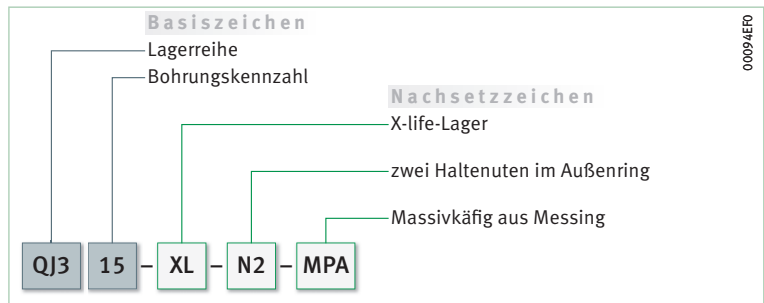 Basiszeichen
Lagerreihe
Bohrungskennzahl
Nachsetzzeichen
X-life-Lager
zwei Haltenuten im Außenring
Massivkäfig aus Messing
QJ3 15 – XL – N2 – MPA
00094EF0